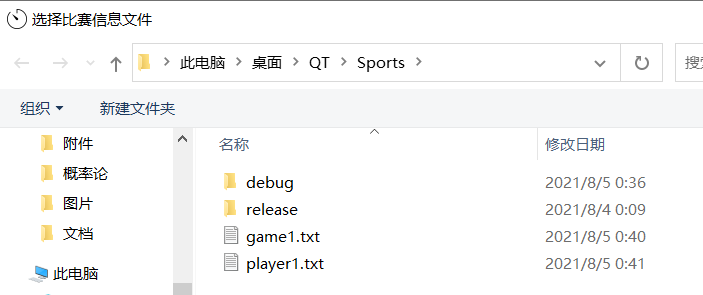 选择比赛信息文件
此电脑 > 桌面 > QT > Sports >
搜索
组织
新建文件夹
名称
修改日期
附件
概率论
图片
文档
此电脑
debug
2021/8/5 0:36
release
2021/8/4 0:09
game1.txt
2021/8/5 0:40
player1.txt
2021/8/5 0:41